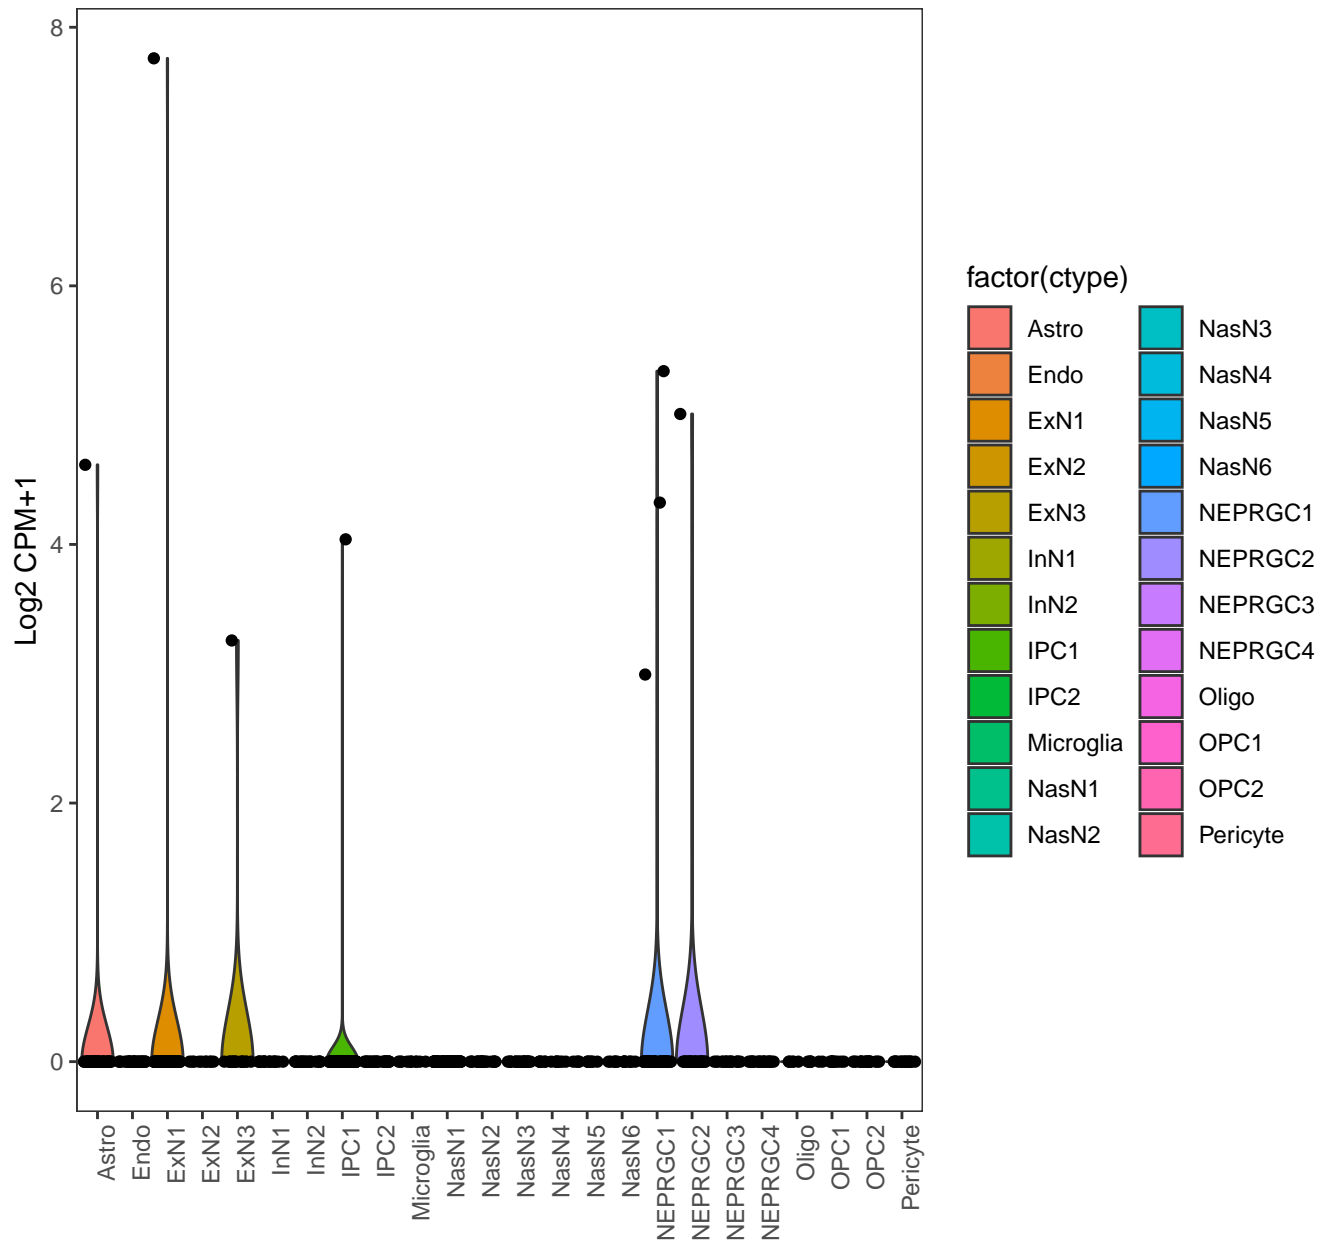 8
6
4
2
0
Log2 CPM+1
Astro
Endo
ExN1
ExN2
ExN3
InN1
InN2
IPC1
IPC2
Microglia
NasN1
NasN2
NasN3
NasN4
NasN5
NasN6
NEPRGC1
NEPRGC2
NEPRGC3
NEPRGC4
Oligo
OPC1
OPC2
Pericyte
factor(ctype)
Astro
Endo
ExN1
ExN2
ExN3
InN1
InN2
IPC1
IPC2
Microglia
NasN1
NasN2
NasN3
NasN4
NasN5
NasN6
NEPRGC1
NEPRGC2
NEPRGC3
NEPRGC4
Oligo
OPC1
OPC2
Pericyte